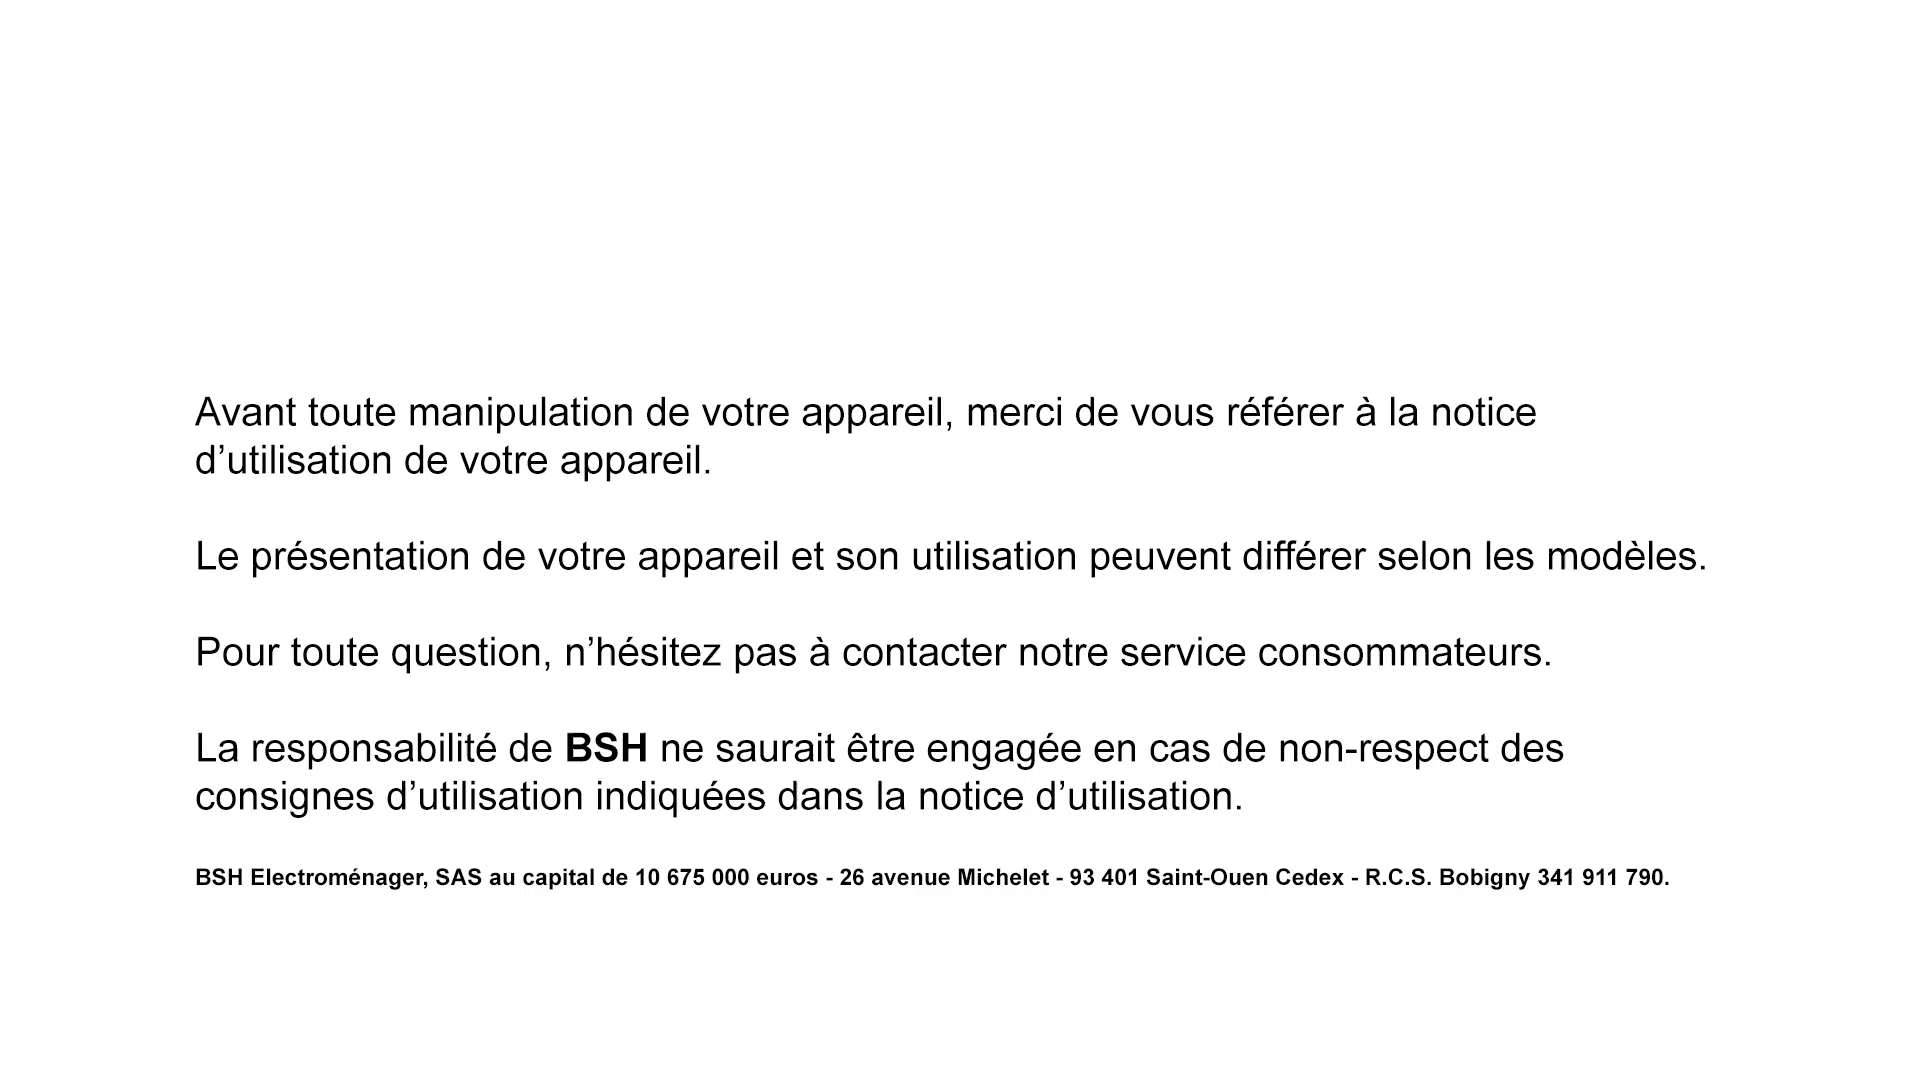 Avant toute manipulation de votre appareil, merci de vous référer à la notice
d’utilisation de votre appareil.
Le présentation de votre appareil et son utilisation peuvent différer selon les modèles.
Pour toute question, n’hésitez pas à contacter notre service consommateurs.
La responsabilité de BSH ne saurait être engagée en cas de non-respect des
consignes d’utilisation indiquées dans la notice d’utilisation.
BSH Electroménager, SAS au capital de 10 675 000 euros - 26 avenue Michelet - 93 401 Saint-Ouen Cedex - R.C.S. Bobigny 341 911 790.